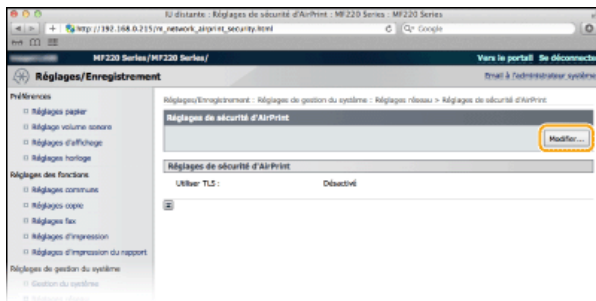 IU distante : Réglages de sécurité d'AirPrint : MF220 Series : MF220 Series
http://192.168.0.215/m_network_airprint_security.html
Google
MF220 Series/MF220 Series/
Vers le portail Se déconnecte
Réglages/Enregistrement
Email à l'administrateur système
Préférences
Réglages papier
Réglage volume sonore
Réglages d'affichage
Réglages horloge
Réglages des fonctions
Réglages communs
Réglages copie
Réglages fax
Réglages d'impression
Réglages d'impression du rapport
Réglages de gestion du système
Gestion du système
Réglages/Enregistrement : Réglages de gestion du système : Réglages réseau > Réglages de sécurité d'AirPrint
Réglages de sécurité d'AirPrint
Modifier...
Réglages de sécurité d'AirPrint
Utiliser TLS : Désactivé